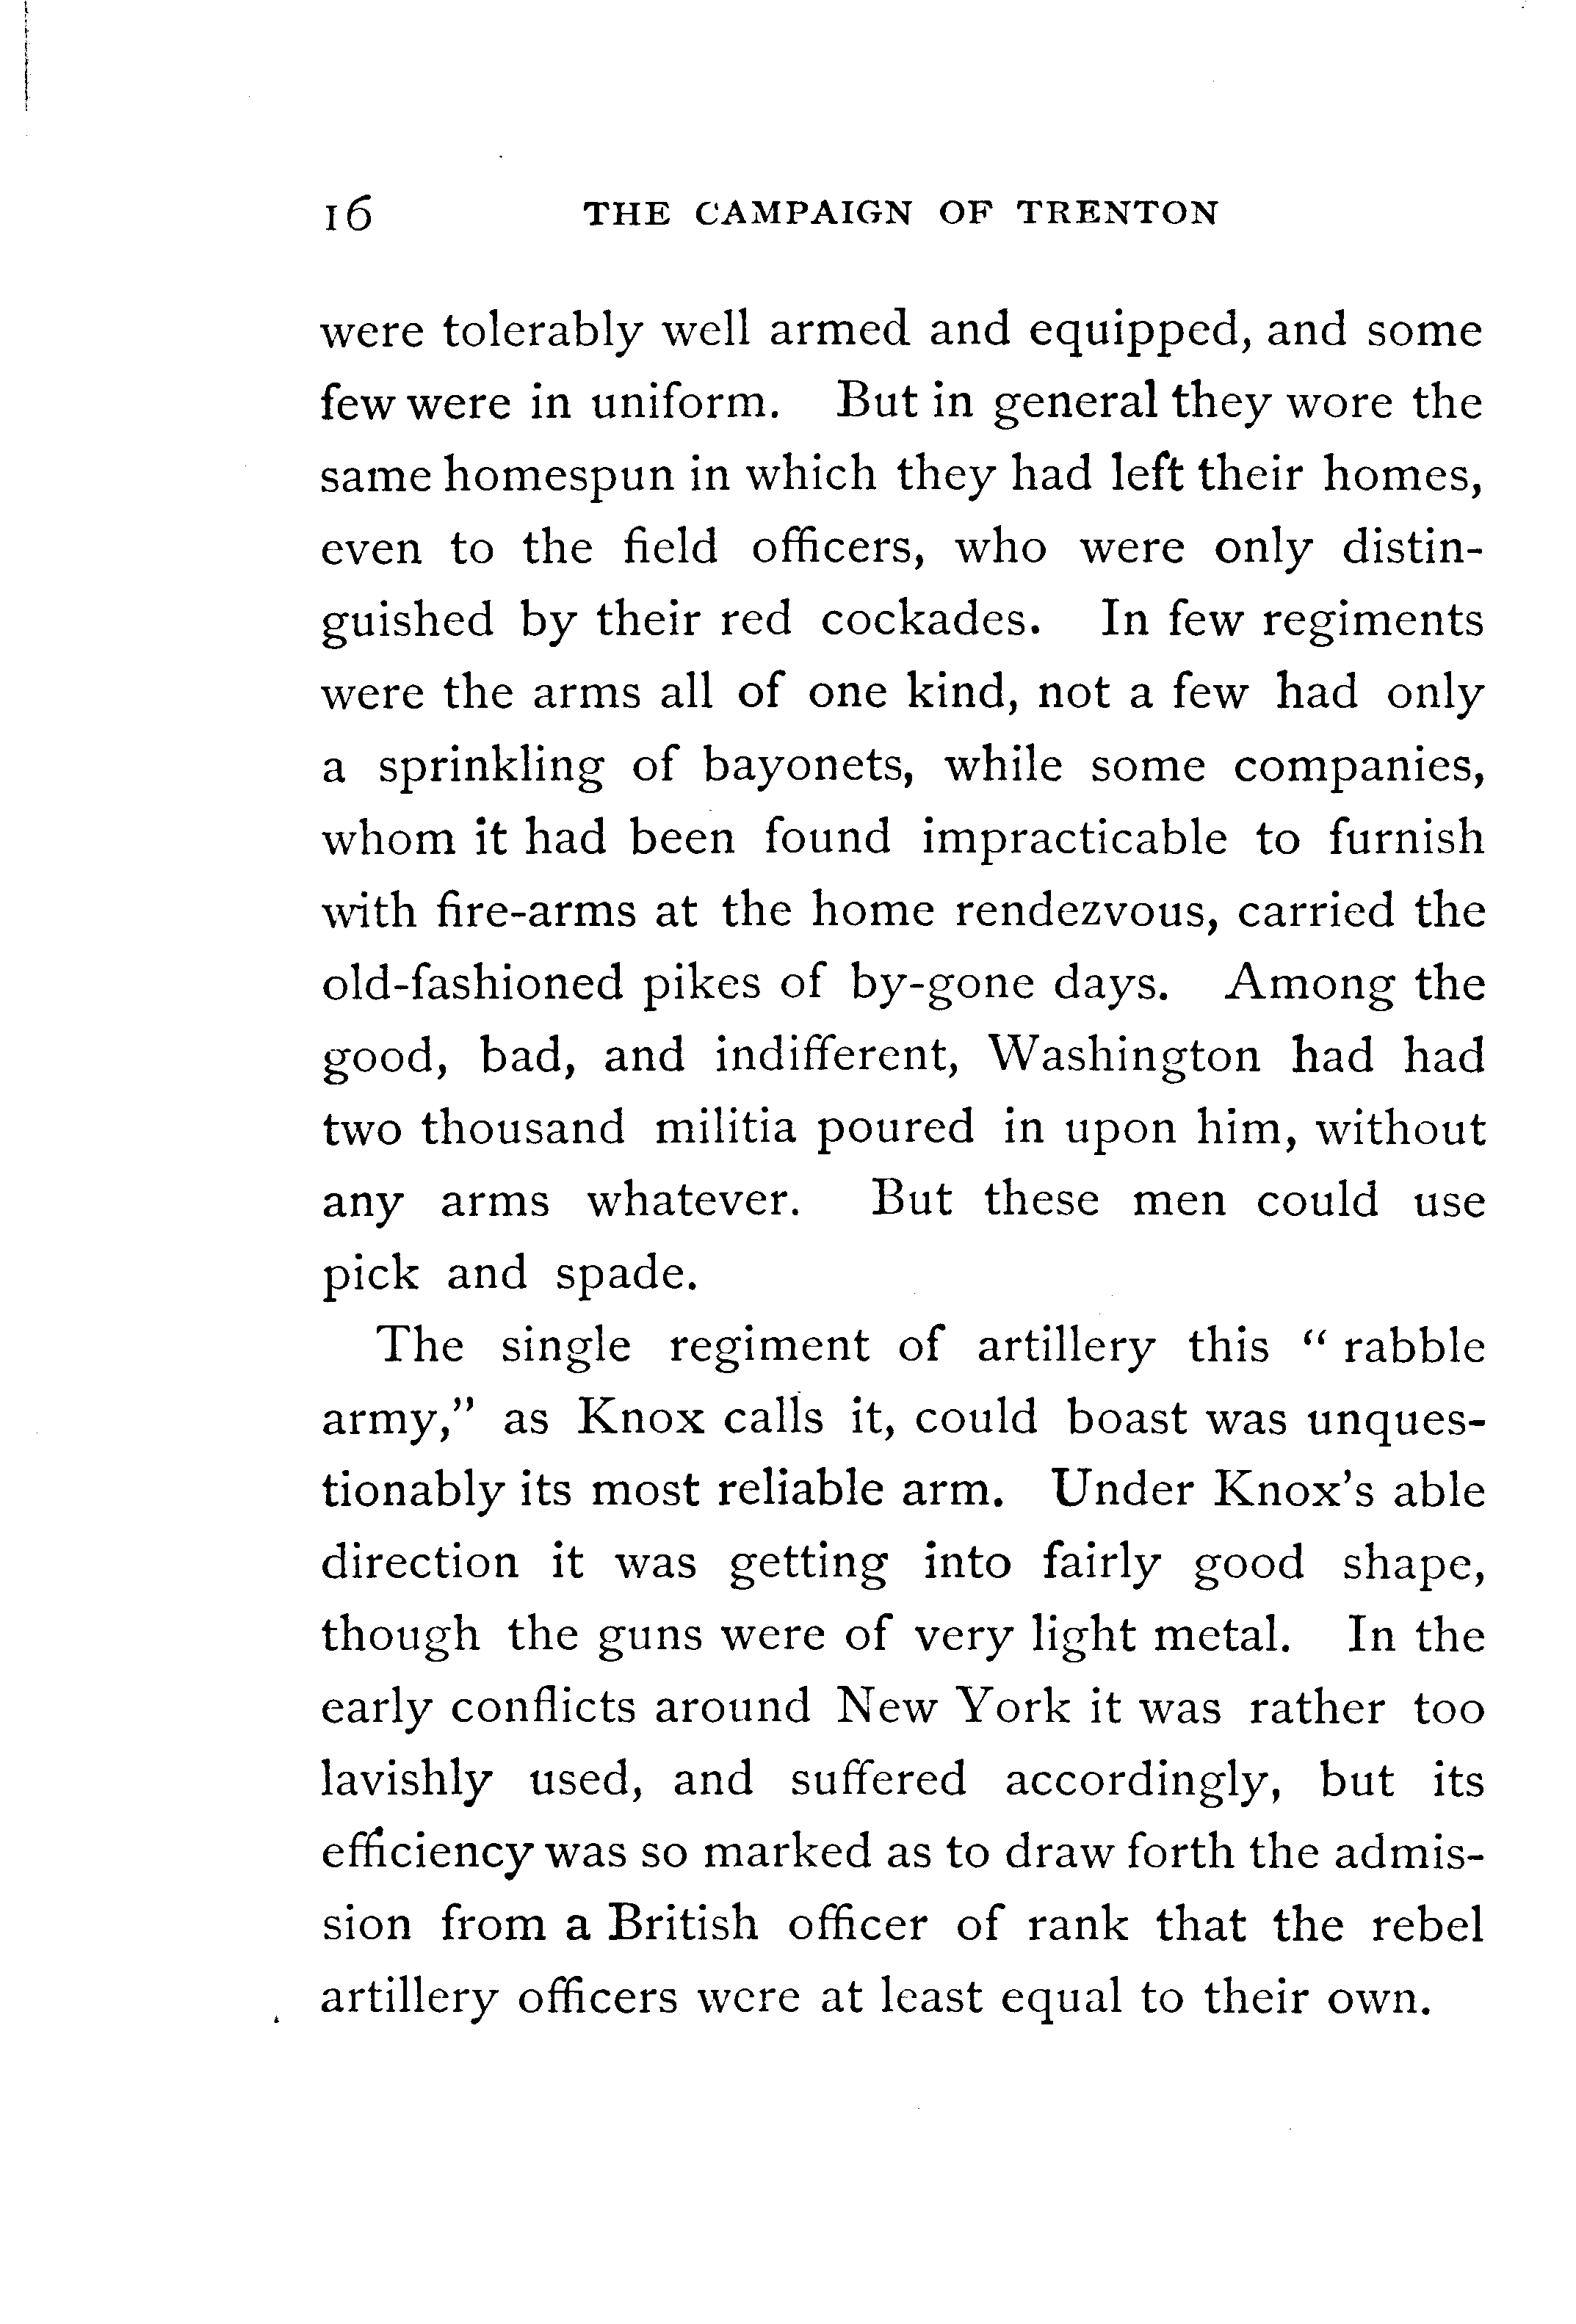 16 THE CAMPAIGN OF TRENTON
were tolerably well armed and equipped, and some
few were in uniform. But in general they wore the
same homespun in which they had left their homes,
even to the field officers, who were only distin-
guished by their red cockades. In few regiments
were the arms all of one kind, not a few had only
a sprinkling of bayonets, while some companies,
whom it had been found impracticable to furnish
with fire-arms at the home rendezvous, carried the
old-fashioned pikes of by-gone days. Among the
good, bad, and indifferent, Washington had had
two thousand militia poured in upon him, without
any arms whatever. But these men could use
pick and spade.
The single regiment of artillery this “ rabble
army,” as Knox calls it, could boast was unques-
tionably its most reliable arm. Under Knox’s able
direction it was getting into fairly good shape,
though the guns were of very light metal. In the
early conflicts around New York it was rather too
lavishly used, and suffered accordingly, but its
efficiency was so marked as to draw forth the admis-
sion from a British officer of rank that the rebel
artillery officers were at least equal to their own.